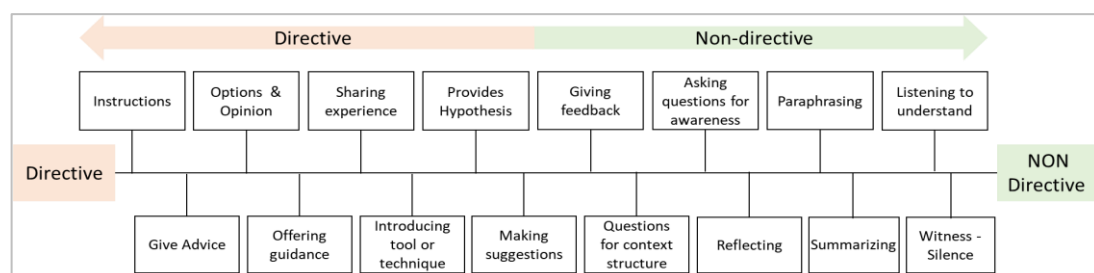 Directive
Non-directive
Instructions
Options &
Opinion
Sharing
experience
Provides
Hypothesis
Giving
feedback
Asking
questions for
awareness
Paraphrasing
Listening to
understand
Directive
NON
Directive
Give Advice
Offering
guidance
Introducing
tool or
technique
Making
suggestions
Questions
for context
structure
Reflecting
Summarizing
Witness -
Silence